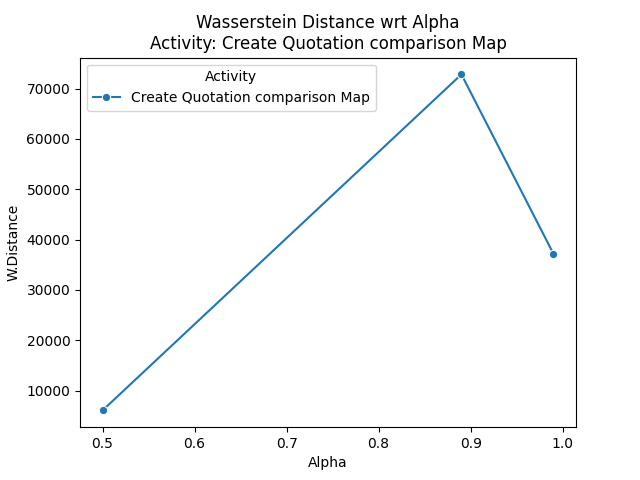 Wasserstein Distance wrt Alpha
Activity: Create Quotation comparison Map
Activity
Create Quotation comparison Map
W.Distance
70000
60000
50000
40000
30000
20000
10000
0.5
0.6
0.7
0.8
0.9
1.0
Alpha